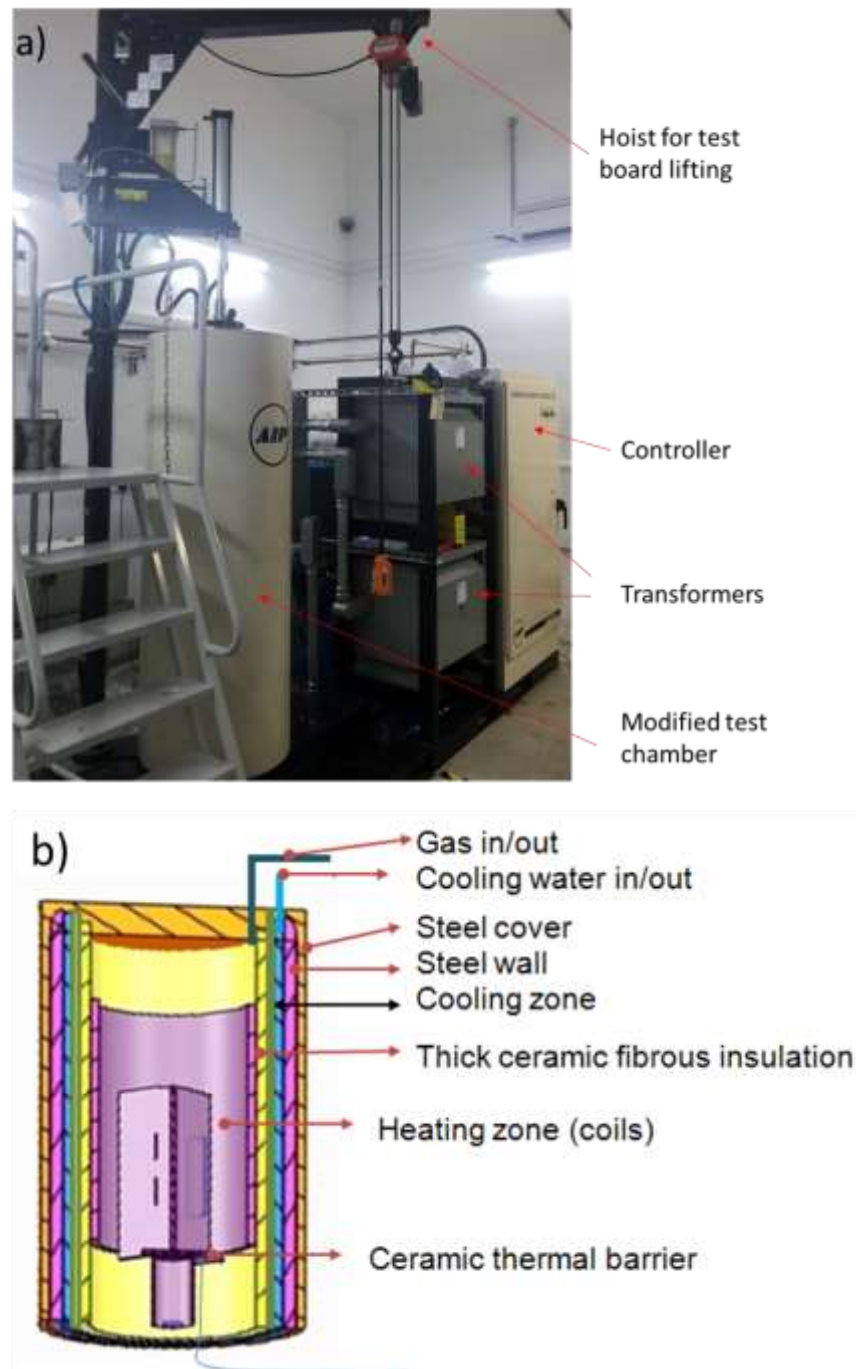 a)
Hoist for test
board lifting
AIP
Controller
Transformers
Modified test
chamber
b)
Gas in/out
Cooling water in/out
Steel cover
Steel wall
Cooling zone
Thick ceramic fibrous insulation
Heating zone (coils)
Ceramic thermal barrier